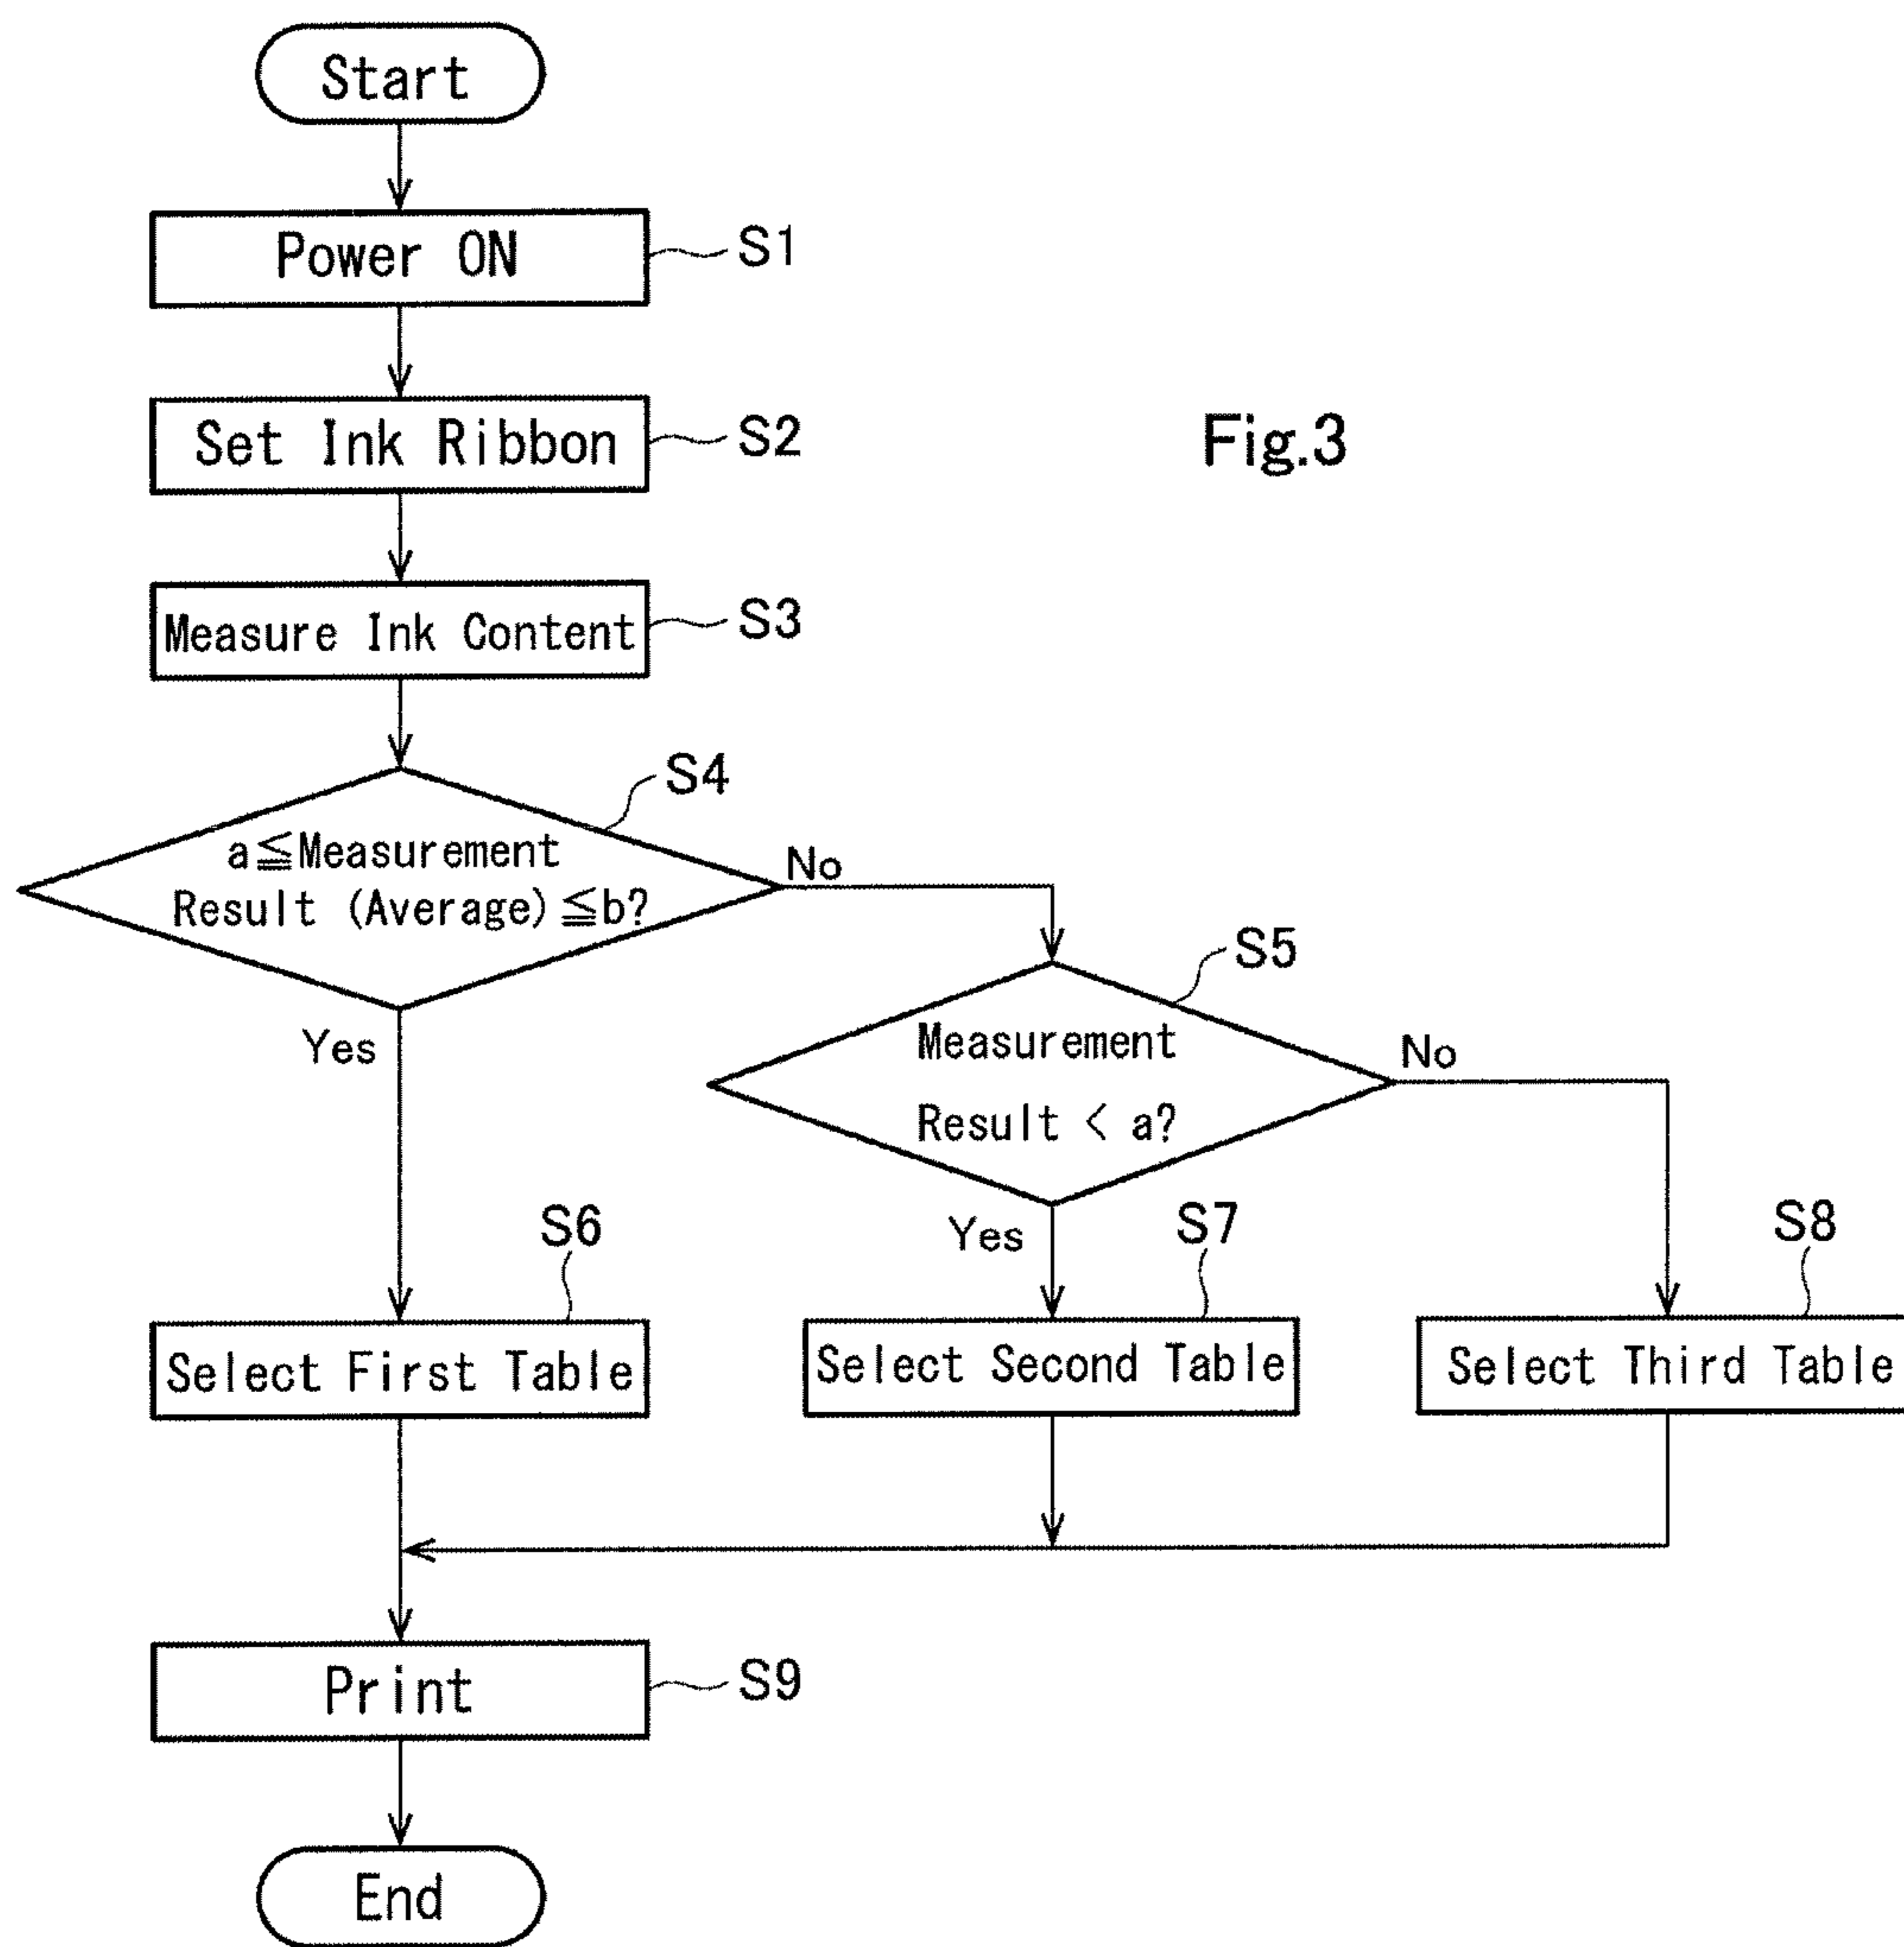 Start
Power ON
S1
Set Ink Ribbon
S2
Fig.3
Measure Ink Content
S3
S4
a≦Measurement
Result (Average)≦b?
No
Yes
S5
Measurement
Result < a?
No
Yes
S6
Select First Table
S7
Select Second Table
S8
Select Third Table
Print
S9
End